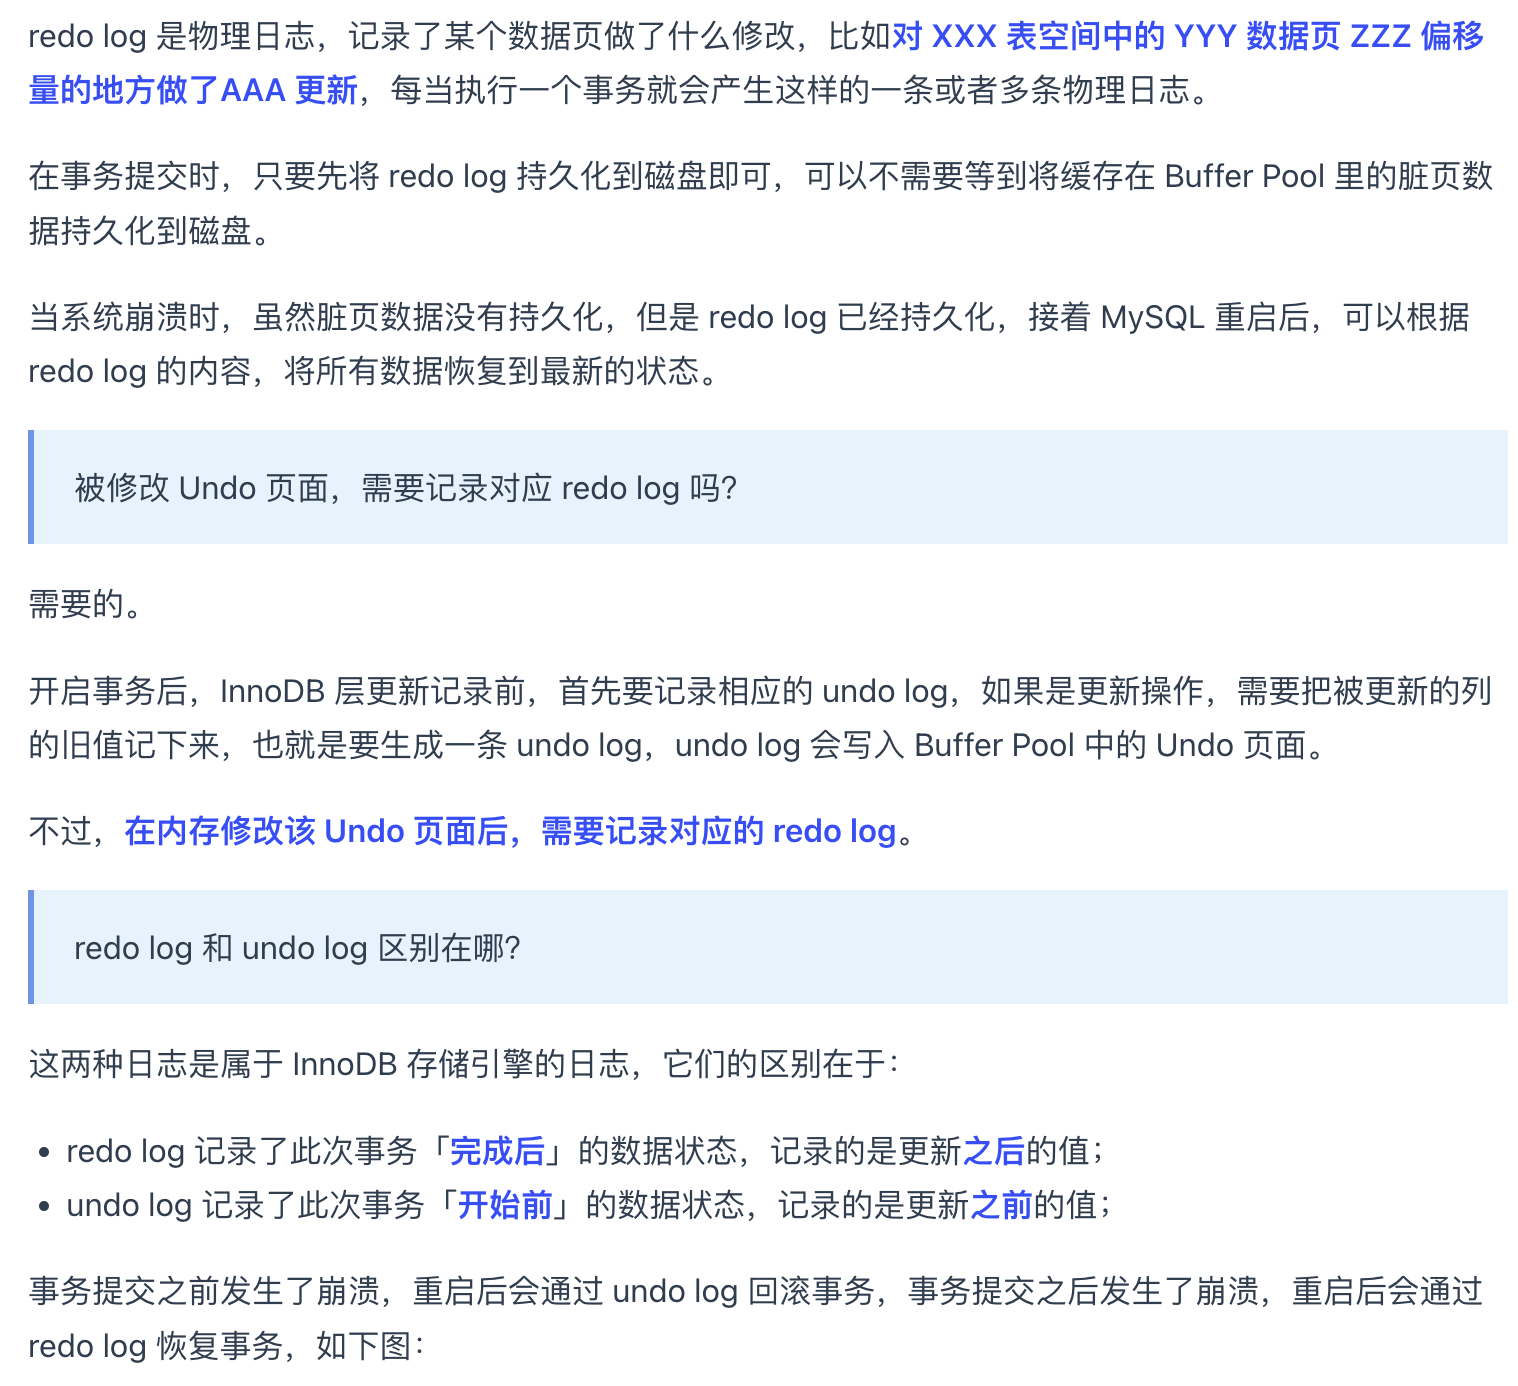 redo log 是物理日志，记录了某个数据页做了什么修改，比如对 XXX 表空间中的 YYY 数据页 ZZZ 偏移
量的地方做了AAA 更新，每当执行一个事务就会产生这样的一条或者多条物理日志。
在事务提交时，只要先将 redo log 持久化到磁盘即可，可以不需要等到将缓存在 Buffer Pool 里的脏页数
据持久化到磁盘。
当系统崩溃时，虽然脏页数据没有持久化，但是 redo log 已经持久化，接着 MySQL 重启后，可以根据
redo log 的内容，将所有数据恢复到最新的状态。
被修改 Undo 页面，需要记录对应 redo log 吗？
需要的。
开启事务后，InnoDB 层更新记录前，首先要记录相应的 undo log，如果是更新操作，需要把被更新的列
的旧值记下来，也就是要生成一条 undo log，undo log 会写入 Buffer Pool 中的 Undo 页面。
不过，在内存修改该 Undo 页面后，需要记录对应的 redo log。
redo log 和 undo log 区别在哪？
这两种日志是属于 InnoDB 存储引擎的日志，它们的区别在于：
• redo log 记录了此次事务「完成后」的数据状态，记录的是更新之后的值；
• undo log 记录了此次事务「开始前」的数据状态，记录的是更新之前的值；
事务提交之前发生了崩溃，重启后会通过 undo log 回滚事务，事务提交之后发生了崩溃，重启后会通过
redo log 恢复事务，如下图：